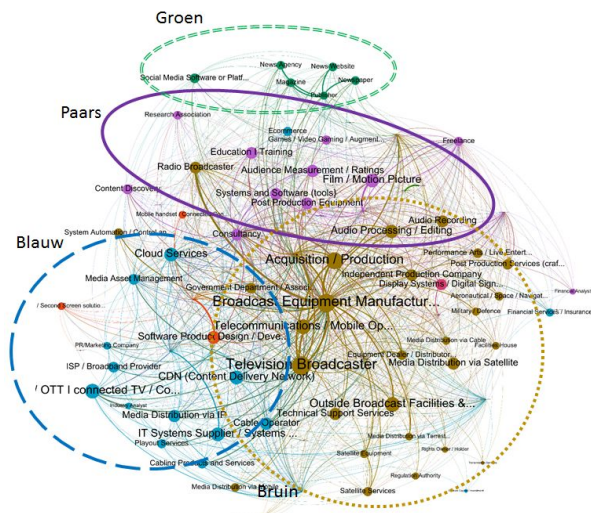 Groen
News Agency
News Website
Social Media Software or Platf...
Magazine
Newspaper
Publisher
Paars
Research Association
Ecommerce
Games / Video Gaming / Augment...
Freelance
Education I Training
Radio Broadcaster
Audience Measurement / Ratings
Film / Motion Picture
Content Discovery
Systems and Software (tools)
Post Production Equipment
Audio Recording
System Automation / Control an...
Consultancy
Audio Processing / Editing
Blauw
Cloud Services
Acquisition / Production
Performance Arts / Live Entert...
Post Production Services (craf...
Media Asset Management
Independent Production Company
Government Department (Associ...
Display Systems / Digital Sign...
Financial Analyst
Aeronautical / Space / Navigat...
/ Second Screen solutio...
Broadcast Equipment Manufactur...
Military / Defence
Financial Services / Insurance
Telecommunications / Mobile Op...
Software Product Design / Deve...
PR/Marketing Company
Media Distribution via Cable
Facilities House
Equipment Dealer / Distributor
ISP / Broadband Provider
Television Broadcaster
Media Distribution via Satellite
CDN (Content Delivery Network)
/ OTT I connected TV / Co...
Industry Analyst
Outside Broadcast Facilities &...
Media Distribution via IP
Technical Support Services
Cable Operator
IT Systems Supplier / Systems ...
Media Distribution via Terrest...
Playout Services
Rights Owner / Holder
Satellite Equipment
Cabling Products and Services
Regulation Authority
Media Distribution via Mobile
Bruin
Satellite Services